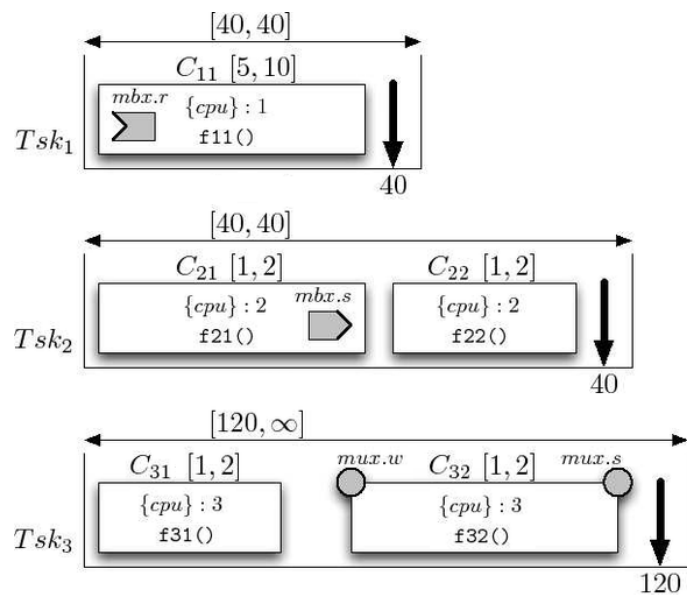 [40, 40]
C11 [5, 10]
mbx.r
{cpu} : 1
Tsk1
f11()
40
[40, 40]
C21 [1, 2]
C22 [1, 2]
{cpu} : 2
mbx.s
{cpu} : 2
Tsk2
f21()
f22()
40
[120, ∞]
C31 [1, 2]
mux.w
C32 [1, 2]
mux.s
{cpu} : 3
{cpu} : 3
Tsk3
f31()
f32()
120